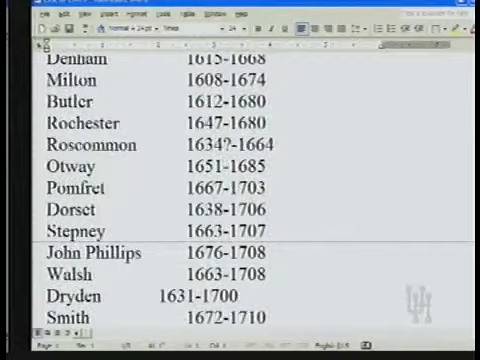 Denham 1615-1668
Milton 1608-1674
Butler 1612-1680
Rochester 1647-1680
Roscommon 1634?-1664
Otway 1651-1685
Pomfret 1667-1703
Dorset 1638-1706
Stepney 1663-1707
John Phillips 1676-1708
Walsh 1663-1708
Dryden 1631-1700
Smith 1672-1710